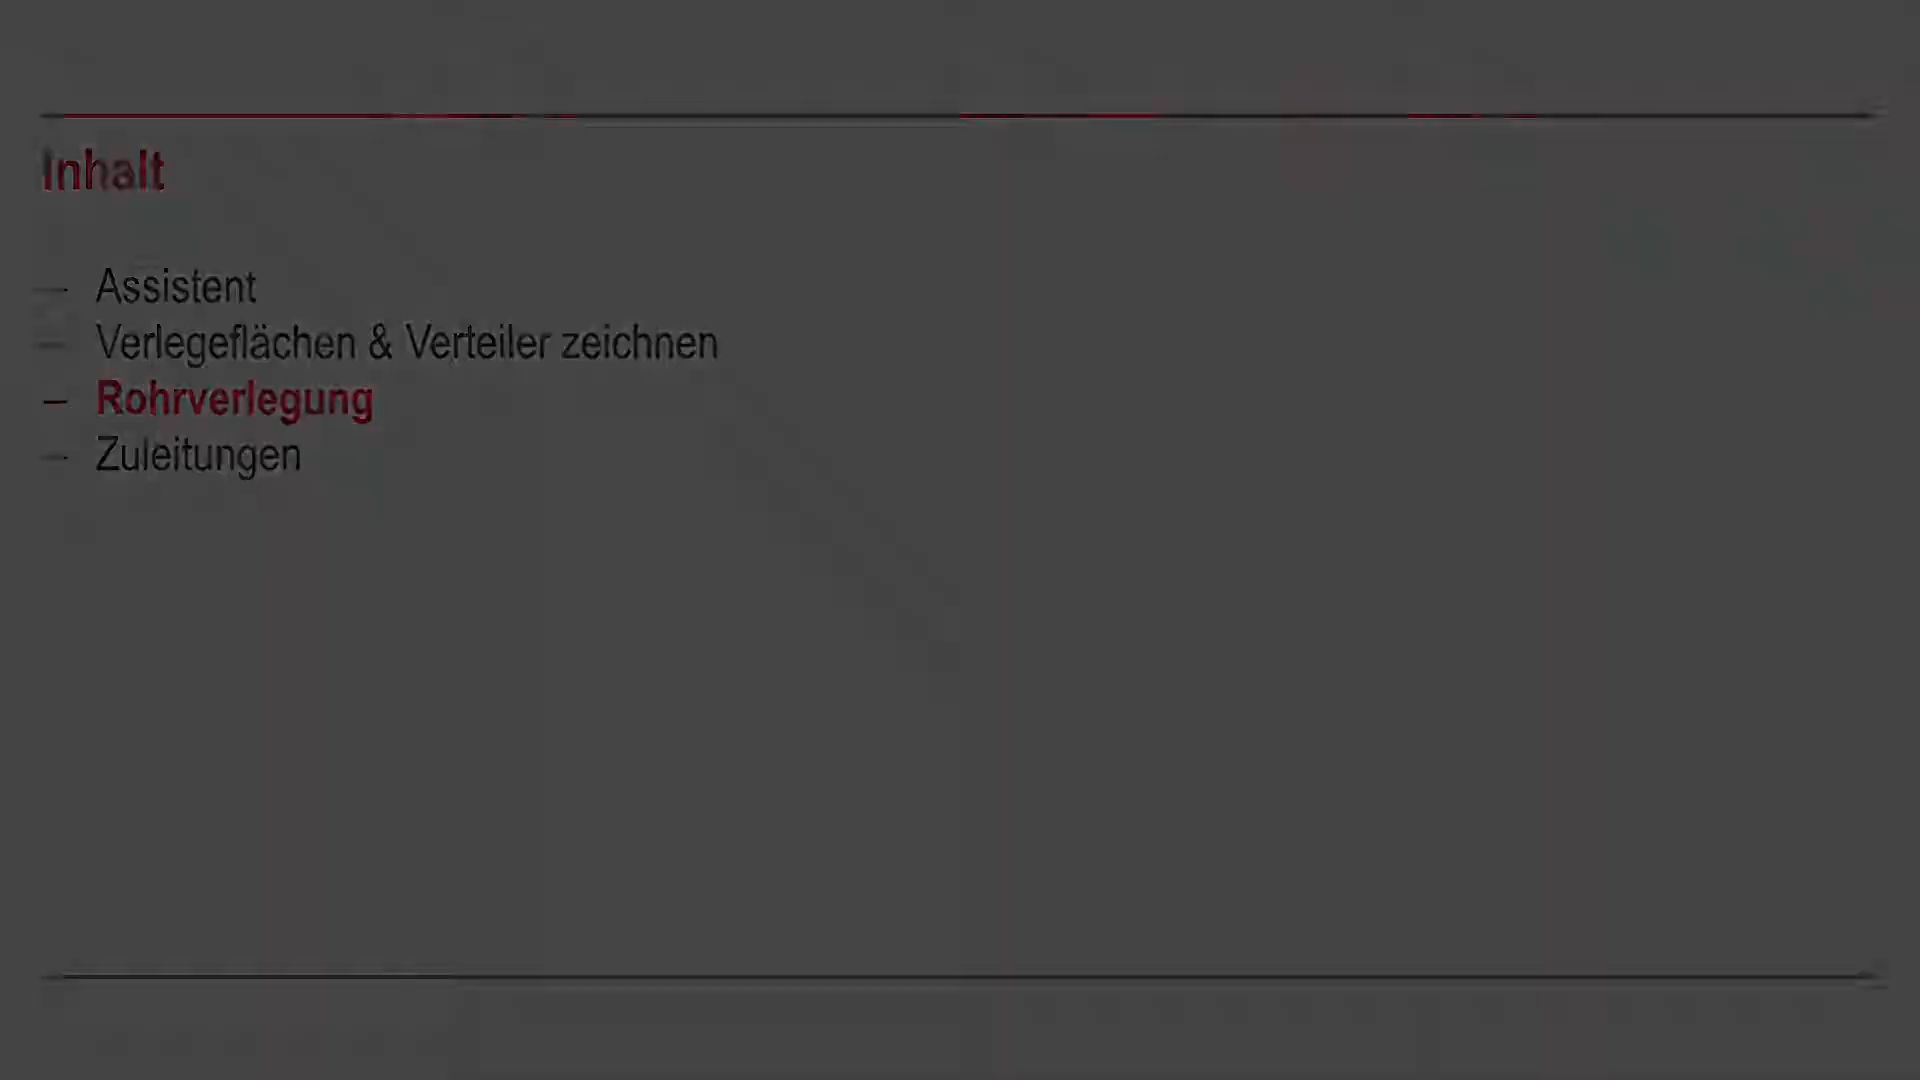 Inhalt
– Assistent
– Verlegeflächen & Verteiler zeichnen
– Rohrverlegung
– Zuleitungen